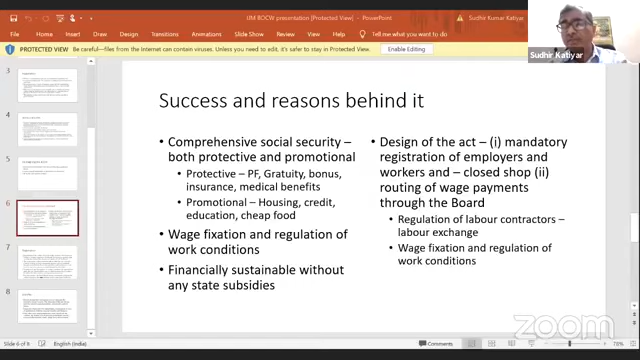 IIM BOCW presentation [Protected View] - PowerPoint
Sudhir Kumar Katiyar
File
Home
Insert
Draw
Design
Transitions
Animations
Slide Show
Review
View
Help
Tell me what you want to do
PROTECTED VIEW
Be careful—files from the Internet can contain viruses. Unless you need to edit, it's safer to stay in Protected View.
Enable Editing
Sudhir Katiyar
3
4
5
6
7
8
Success and reasons behind it
• Comprehensive social security –
both protective and promotional
• Protective – PF, Gratuity, bonus,
insurance, medical benefits
• Promotional – Housing, credit,
education, cheap food
• Wage fixation and regulation of
work conditions
• Financially sustainable without
any state subsidies
• Design of the act – (i) mandatory
registration of employers and
workers and – closed shop (ii)
routing of wage payments
through the Board
• Regulation of labour contractors –
labour exchange
• Wage fixation and regulation of
work conditions
zoom
Slide 6 of 8
English (India)
Comments
78%